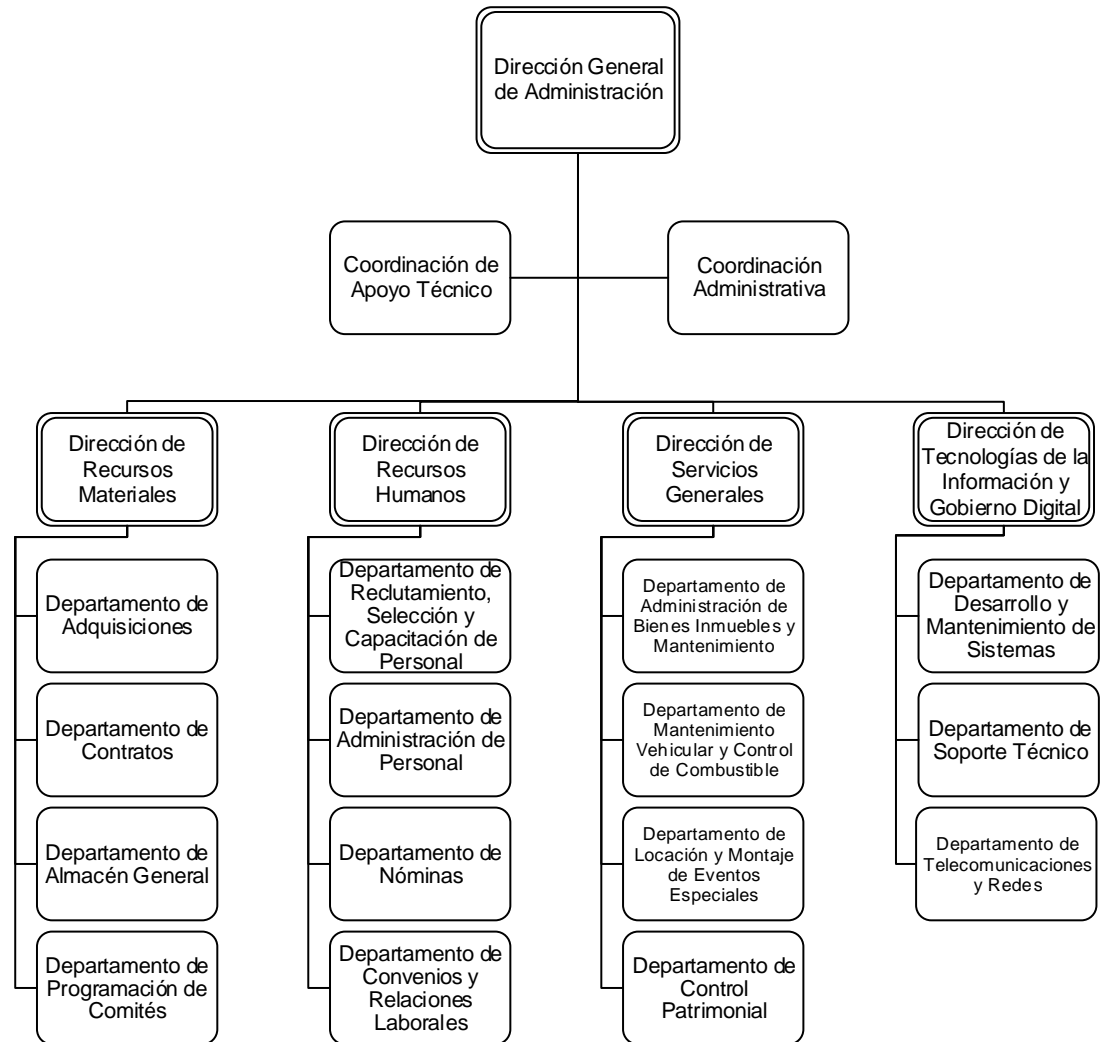 Dirección General
de Administración
Coordinación de
Apoyo Técnico
Coordinación
Administrativa
Dirección de
Recursos
Materiales
Dirección de
Recursos
Humanos
Dirección de
Servicios
Generales
Dirección de
Tecnologías de la
Información y
Gobierno Digital
Departamento de
Adquisiciones
Departamento de
Contratos
Departamento de
Almacén General
Departamento de
Programación de
Comités
Departamento de
Reclutamiento,
Selección y
Capacitación de
Personal
Departamento de
Administración de
Personal
Departamento de
Nóminas
Departamento de
Convenios y
Relaciones
Laborales
Departamento de
Administración de
Bienes Inmuebles y
Mantenimiento
Departamento de
Mantenimiento
Vehicular y Control
de Combustible
Departamento de
Locación y Montaje
de Eventos
Especiales
Departamento de
Control
Patrimonial
Departamento de
Desarrollo y
Mantenimiento de
Sistemas
Departamento de
Soporte Técnico
Departamento de
Telecomunicaciones
y Redes